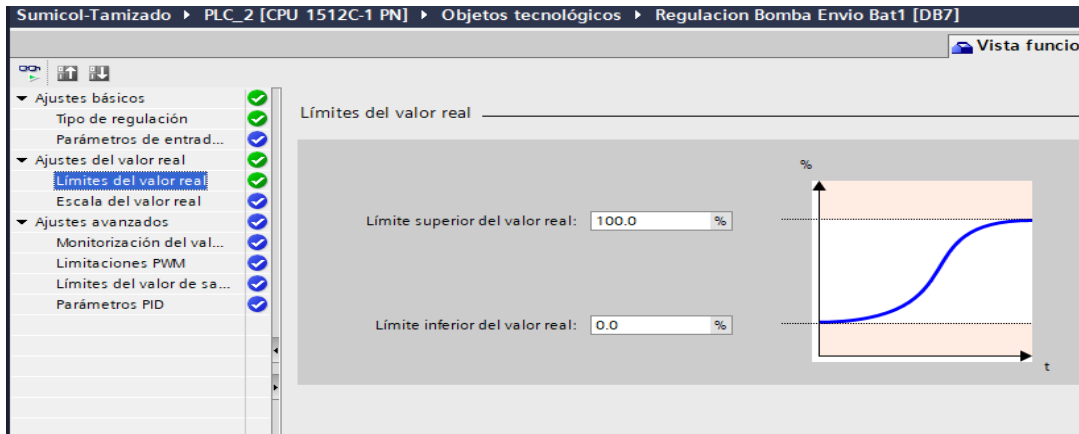 Sumicol-Tamizado ▸ PLC_2 [CPU 1512C-1 PN] ▸ Objetos tecnológicos ▸ Regulacion Bomba Envio Bat1 [DB7]
Vista funcio
Ajustes básicos
Tipo de regulación
Parámetros de entrad...
Ajustes del valor real
Límites del valor real
Escala del valor real
Ajustes avanzados
Monitorización del val...
Limitaciones PWM
Límites del valor de sa...
Parámetros PID
Límites del valor real
%
Límite superior del valor real: 100.0 %
Límite inferior del valor real: 0.0 %
t